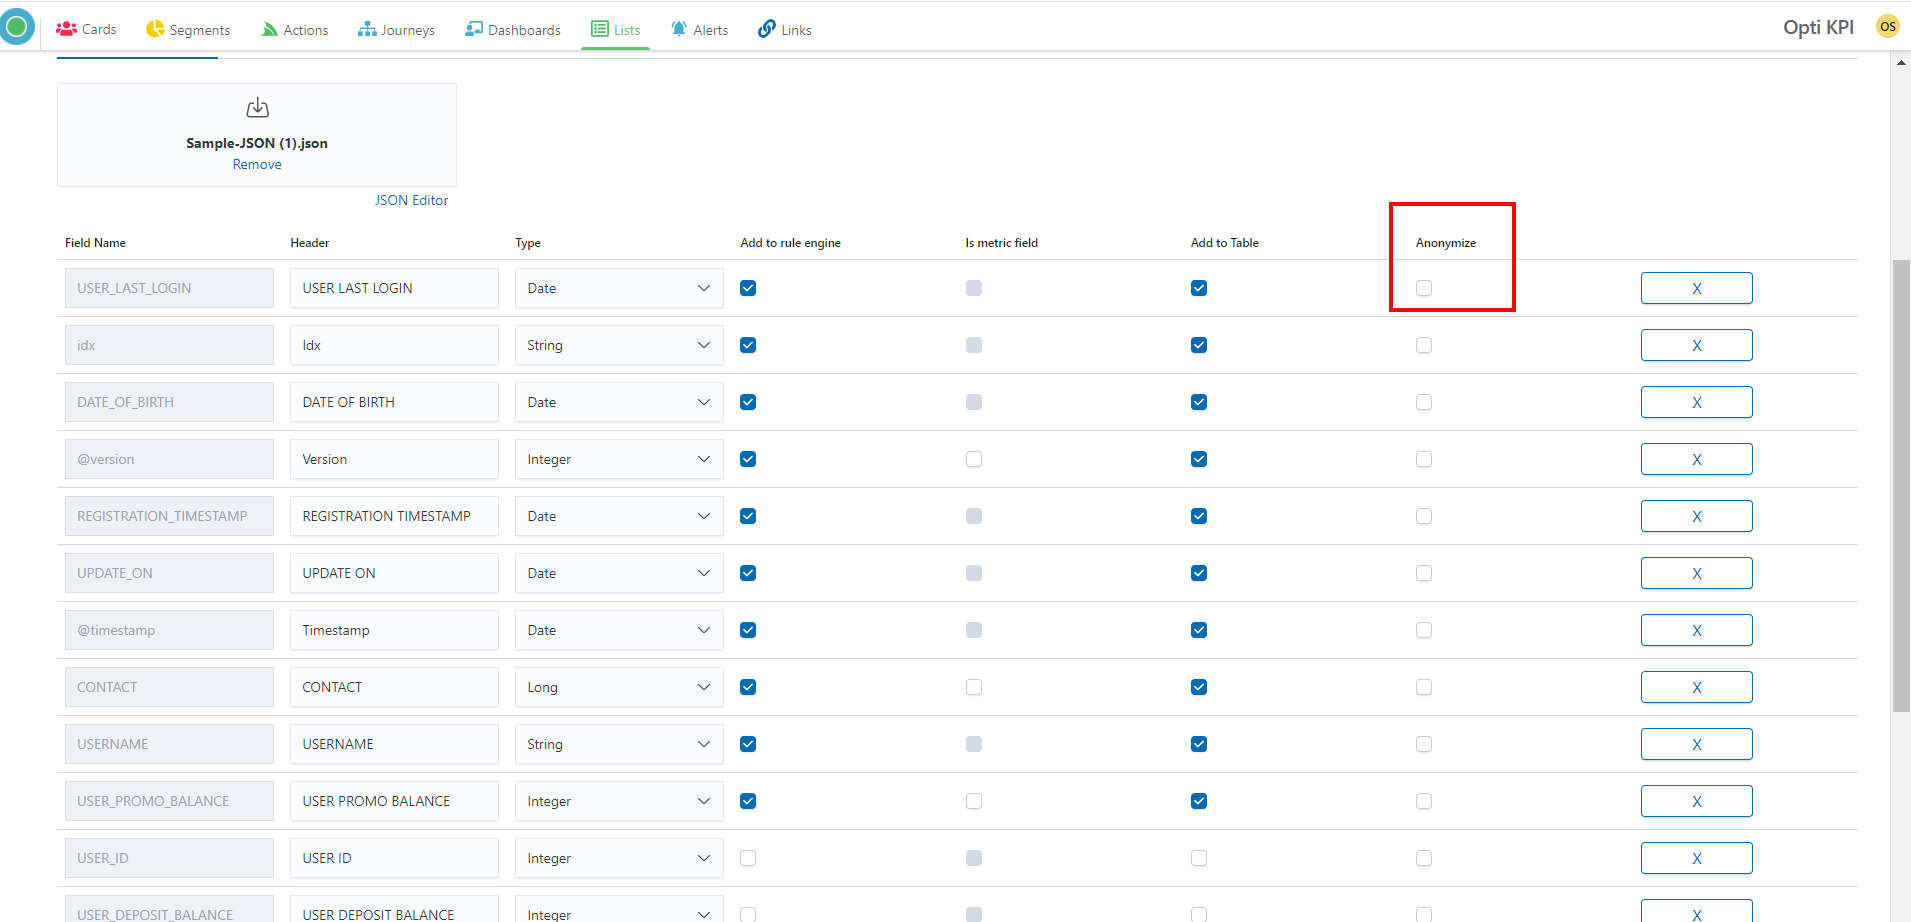 Cards Segments Actions Journeys Dashboards Lists Alerts Links Opti KPI OS
Sample-JSON (1).json
Remove
JSON Editor
Field Name Header Type Add to rule engine Is metric field Add to Table Anonymize
USER_LAST_LOGIN USER LAST LOGIN Date X
idx Idx String X
DATE_OF_BIRTH DATE OF BIRTH Date X
@version Version Integer X
REGISTRATION_TIMESTAMP REGISTRATION TIMESTAMP Date X
UPDATE_ON UPDATE ON Date X
@timestamp Timestamp Date X
CONTACT CONTACT Long X
USERNAME USERNAME String X
USER_PROMO_BALANCE USER PROMO BALANCE Integer X
USER_ID USER ID Integer X
USER_DEPOSIT_BALANCE USER DEPOSIT BALANCE Integer X